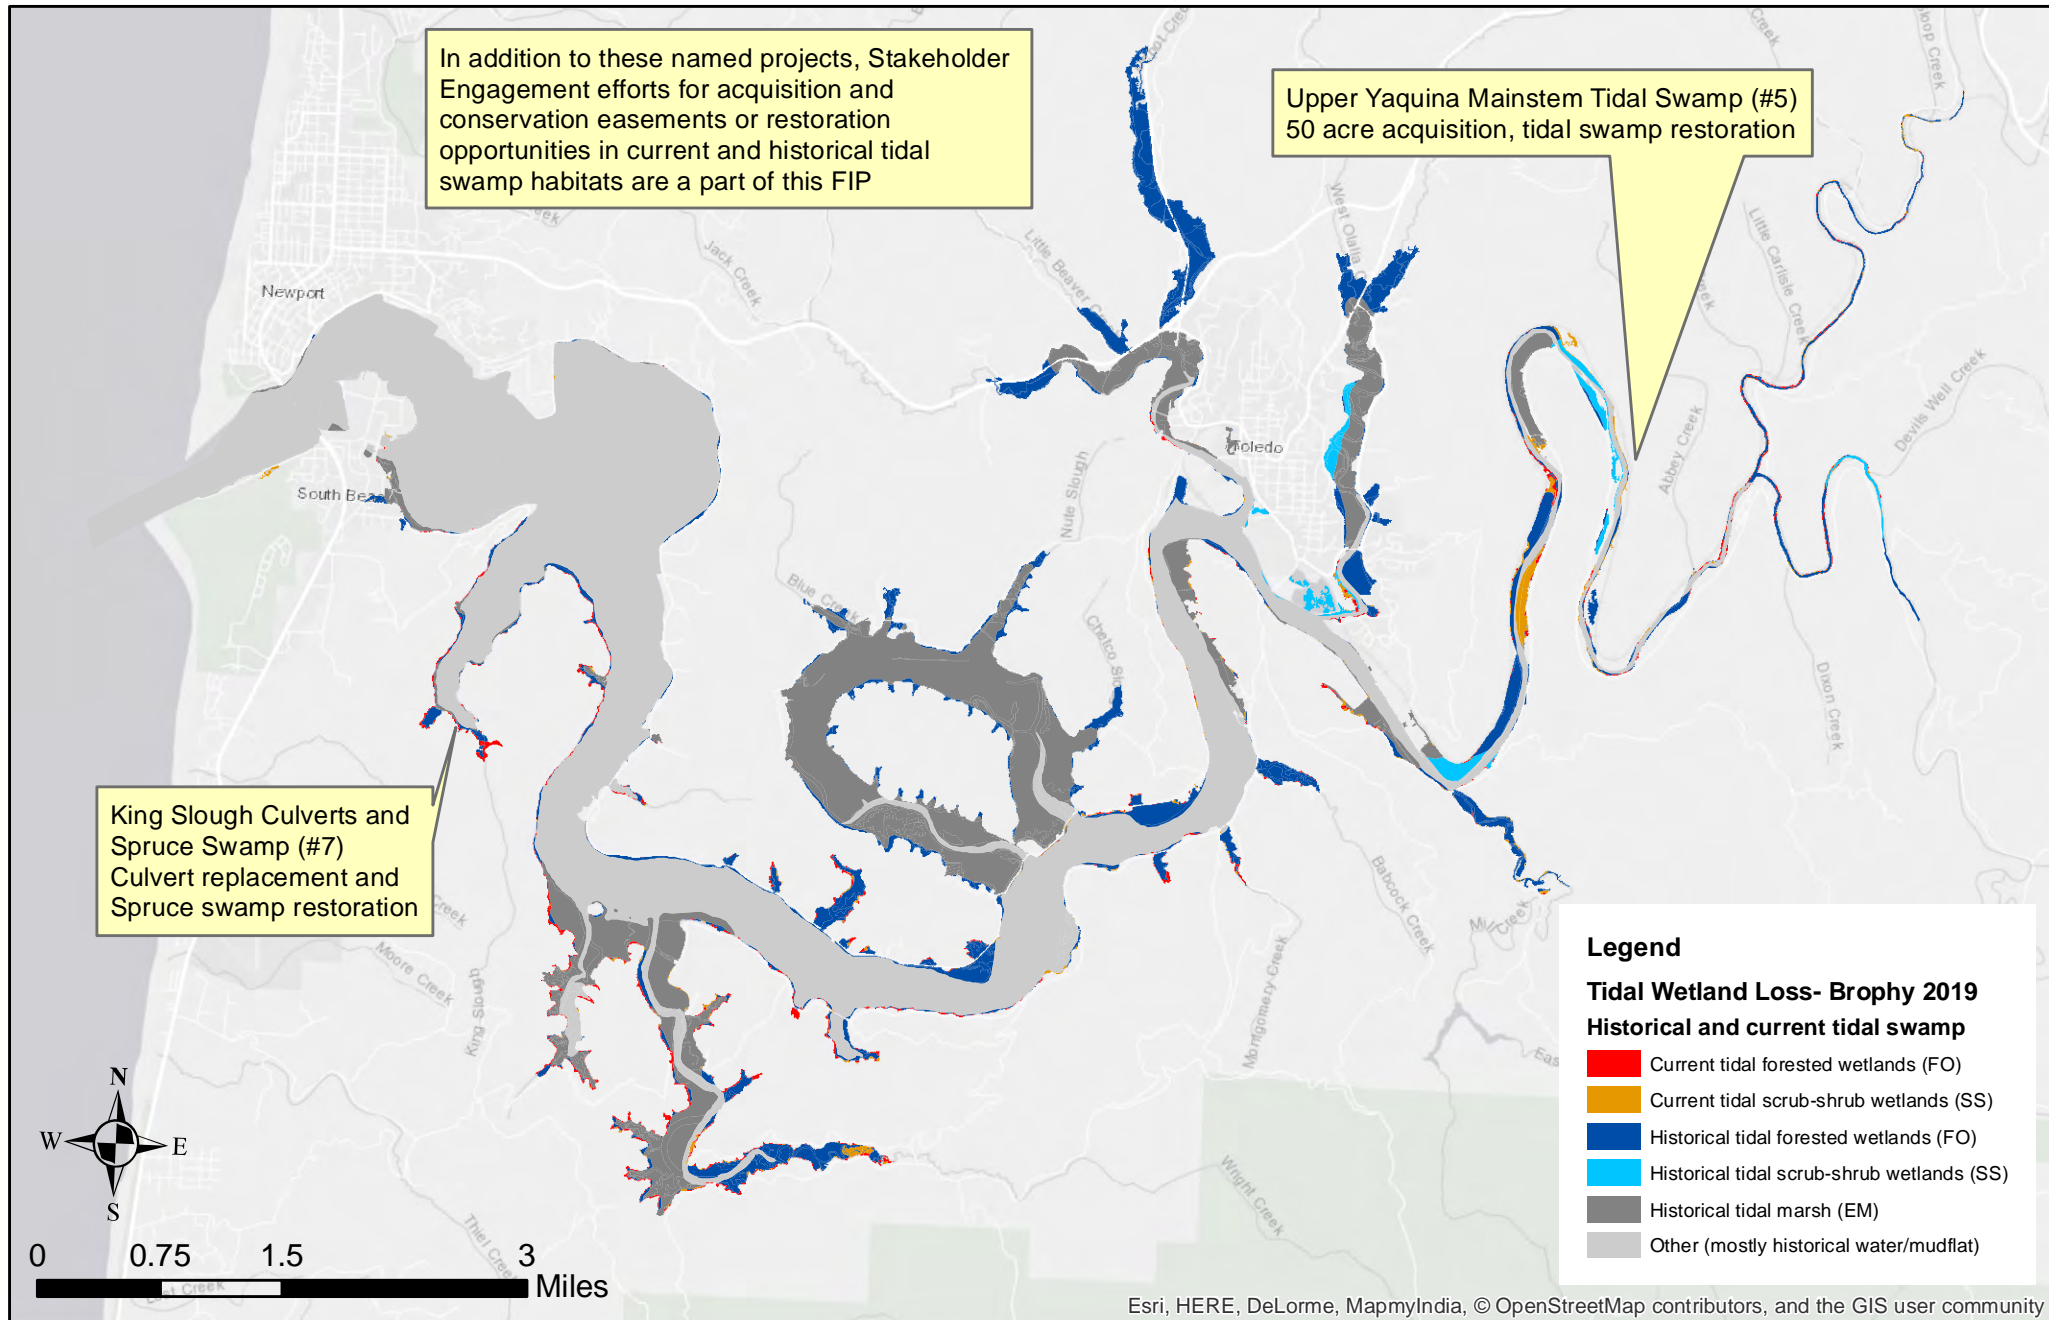 In addition to these named projects, Stakeholder
Engagement efforts for acquisition and
conservation easements or restoration
opportunities in current and historical tidal
swamp habitats are a part of this FIP
Upper Yaquina Mainstem Tidal Swamp (#5)
50 acre acquisition, tidal swamp restoration
King Slough Culverts and
Spruce Swamp (#7)
Culvert replacement and
Spruce swamp restoration
Newport
South Bea
Toledo
Jack Creek
Little Beaver C
West Olalla
Little Carlisle Creek
Devils Well Creek
Abbey Creek
Dixon Creek
Nute Slough
Blue Creek
Chetco Slo
Babcock Creek
Mill Creek
Montgomery Creek
Wright Creek
Moore Creek
King Slough
Creek
Thiel Creek
Lost Creek
Eas
N
W
E
S
0 0.75 1.5 3
Miles
Legend
Tidal Wetland Loss- Brophy 2019
Historical and current tidal swamp
Current tidal forested wetlands (FO)
Current tidal scrub-shrub wetlands (SS)
Historical tidal forested wetlands (FO)
Historical tidal scrub-shrub wetlands (SS)
Historical tidal marsh (EM)
Other (mostly historical water/mudflat)
Esri, HERE, DeLorme, MapmyIndia, © OpenStreetMap contributors, and the GIS user community